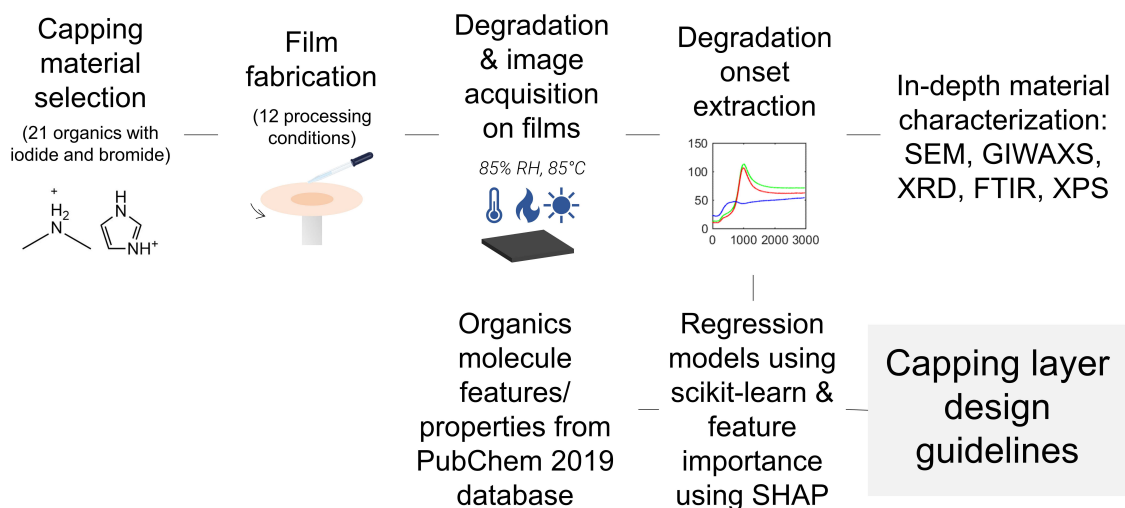 Capping
material
selection
(21 organics with
iodide and bromide)
+
H2
N
H
N
NH+
Film
fabrication
(12 processing
conditions)
Degradation
& image
acquisition
on films
85% RH, 85°C
Degradation
onset
extraction
150
100
50
0
0 1000 2000 3000
In-depth material
characterization:
SEM, GIWAXS,
XRD, FTIR, XPS
Organics
molecule
features/
properties from
PubChem 2019
database
Regression
models using
scikit-learn &
feature
importance
using SHAP
Capping layer
design
guidelines